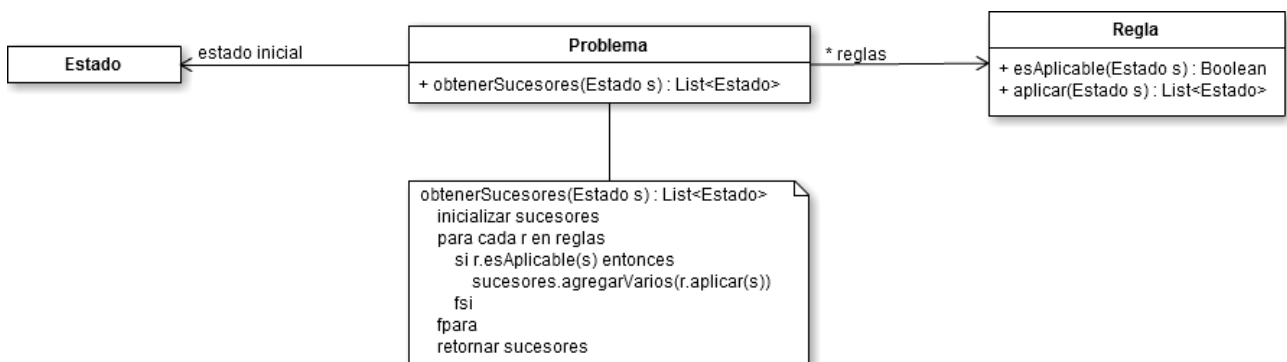 Estado
estado inicial
Problema
+ obtenerSucesores(Estado s) : List<Estado>
* reglas
Regla
+ esAplicable(Estado s) : Boolean
+ aplicar(Estado s) : List<Estado>
obtenerSucesores(Estado s) : List<Estado>
inicializar sucesores
para cada r en reglas
si r.esAplicable(s) entonces
sucesores.agregarVarios(r.aplicar(s))
fsi
fpara
retornar sucesores